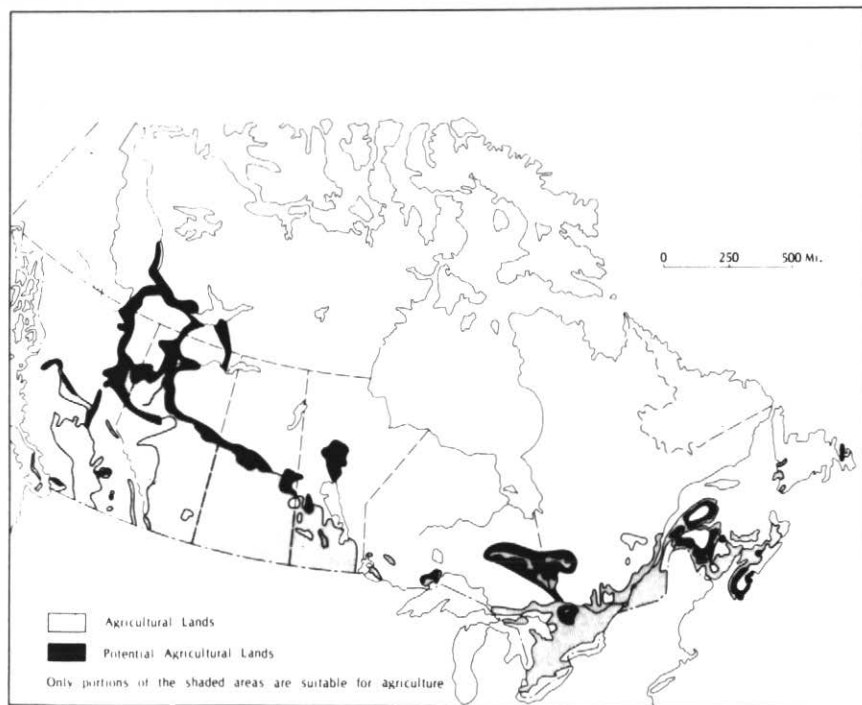 0 250 500 MI.
Agricultural Lands
Potential Agricultural Lands
Only portions of the shaded areas are suitable for agriculture